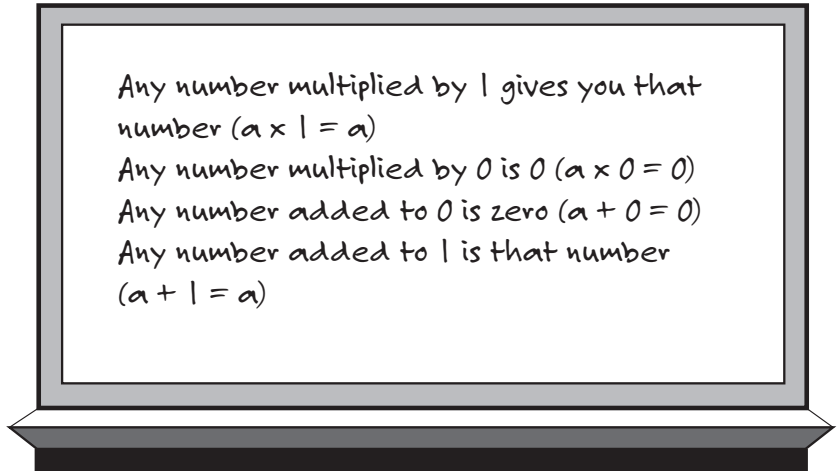 Any number multiplied by 1 gives you that
number (a x 1 = a)
Any number multiplied by 0 is 0 (a x 0 = 0)
Any number added to 0 is zero (a + 0 = 0)
Any number added to 1 is that number
(a + 1 = a)